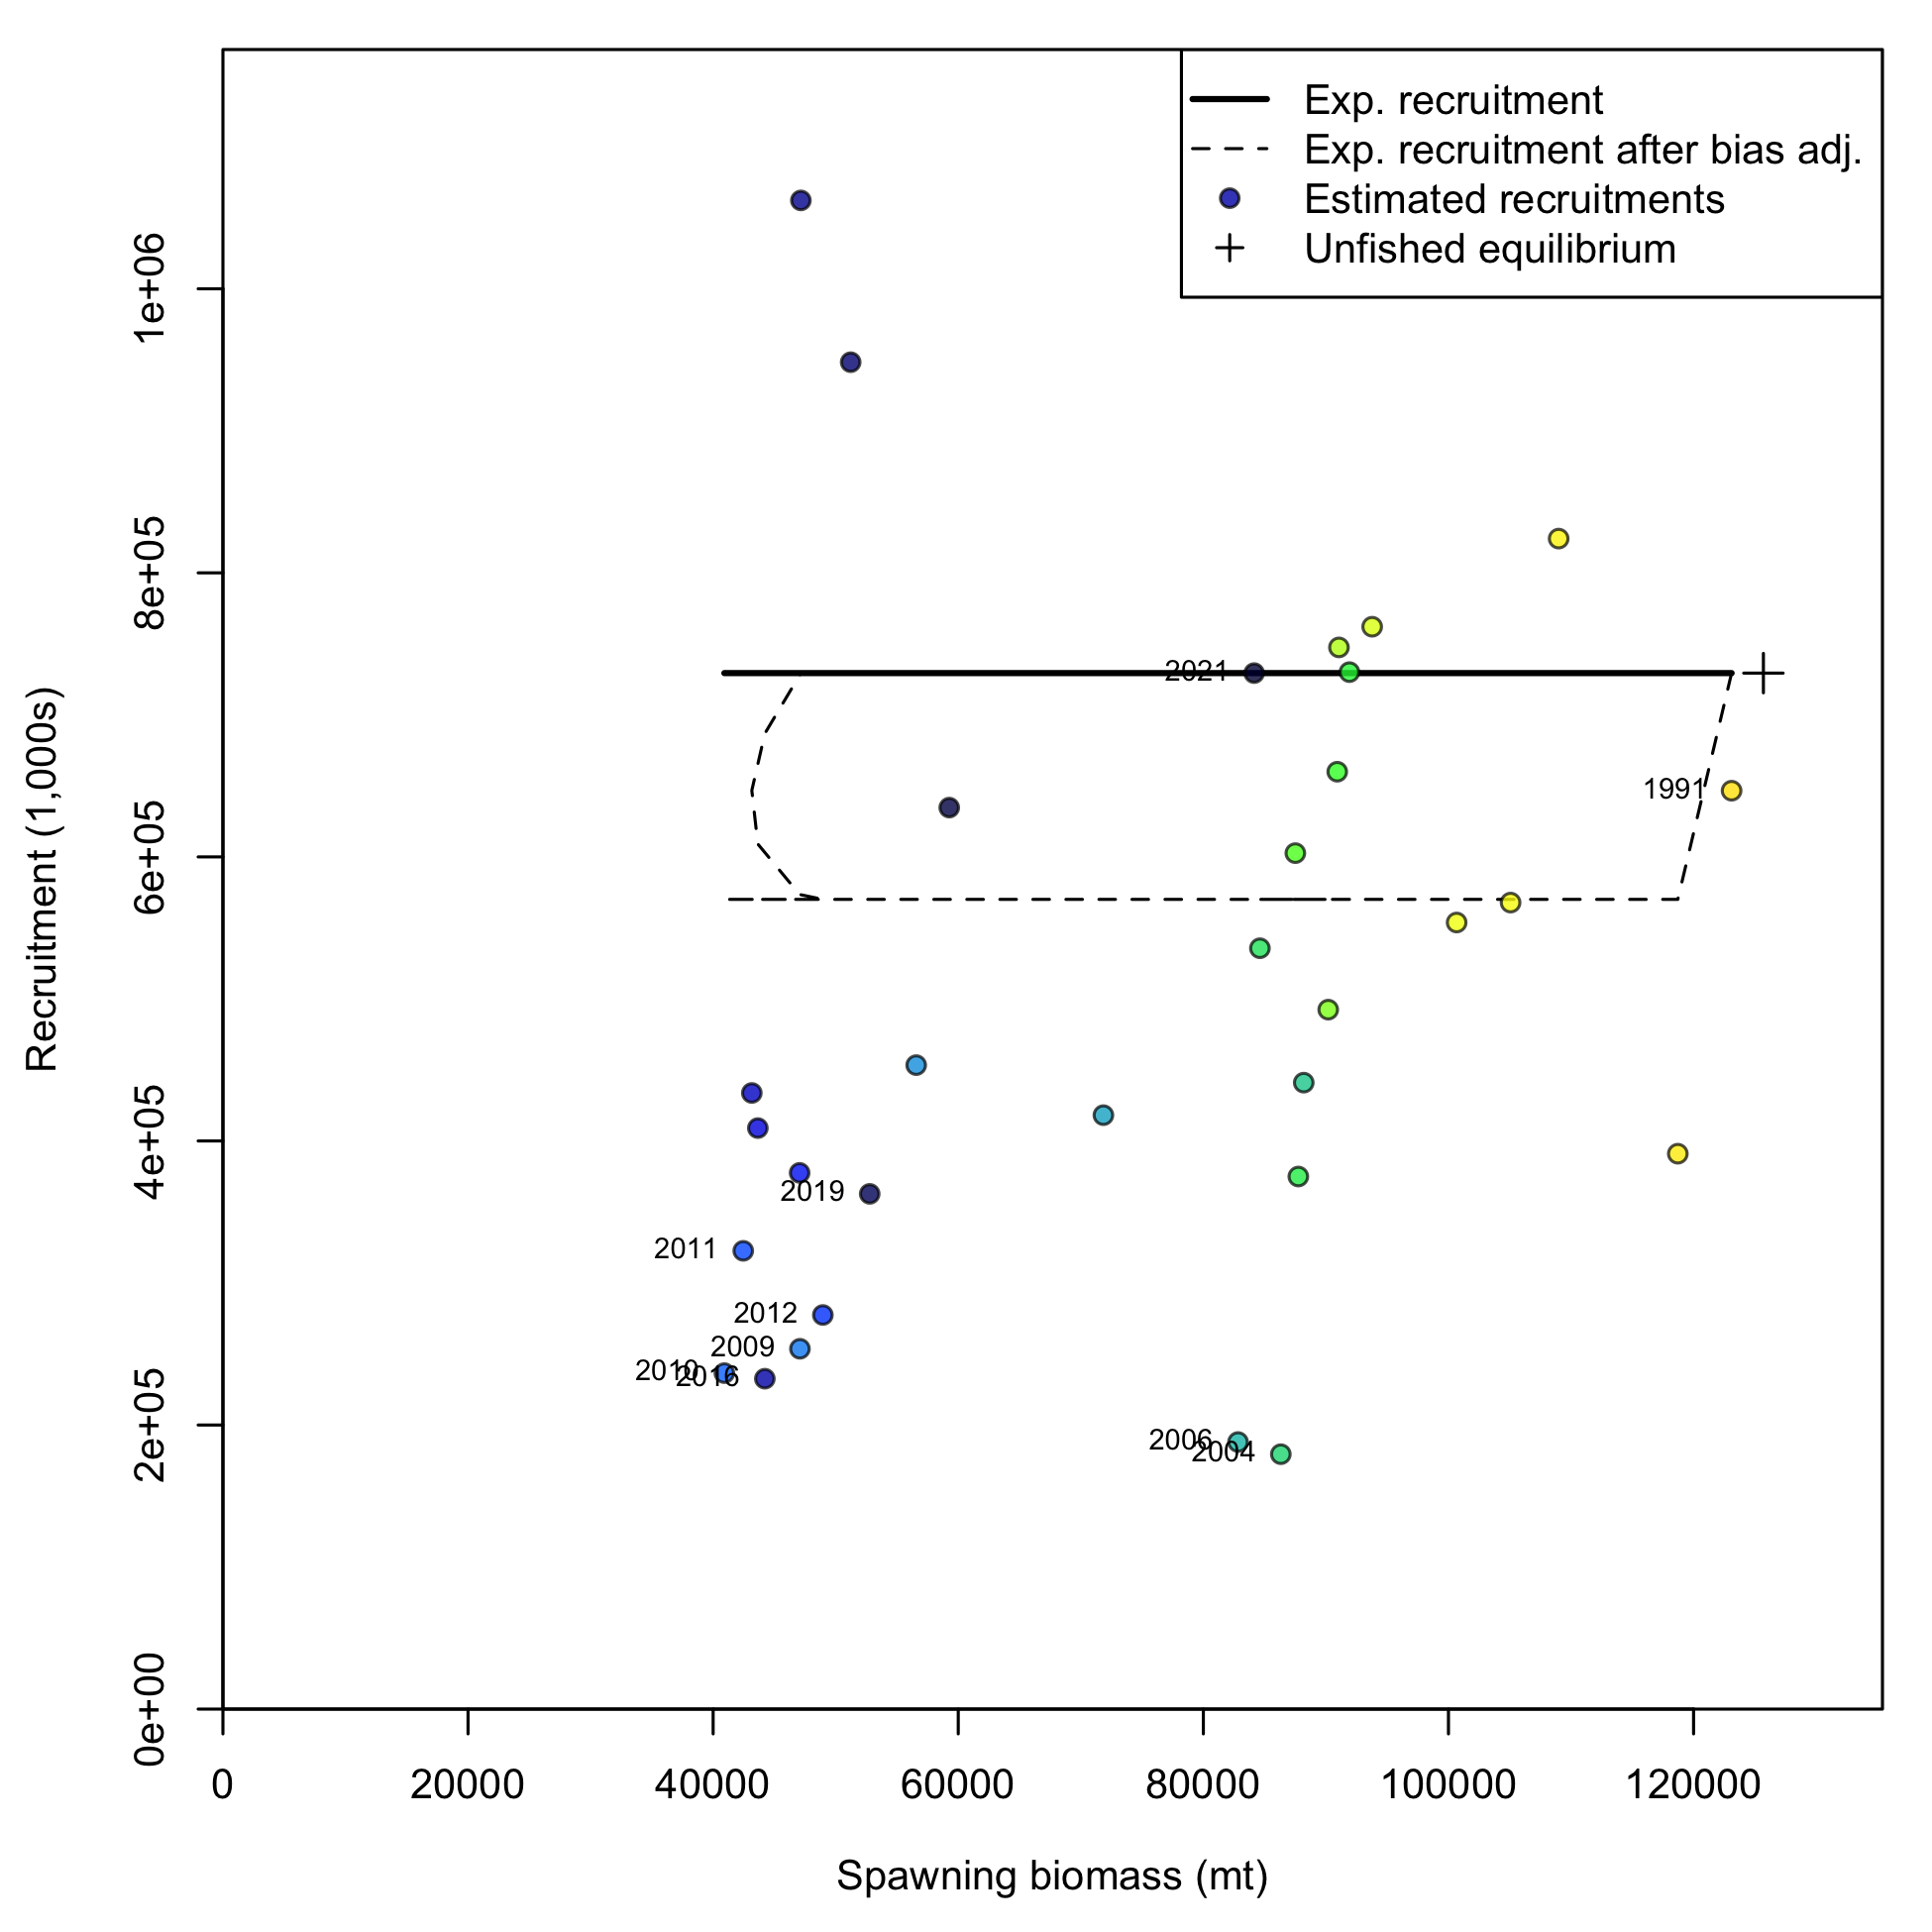 Exp. recruitment
Exp. recruitment after bias adj.
Estimated recruitments
Unfished equilibrium
1e+06
8e+05
6e+05
4e+05
2e+05
0e+00
Recruitment (1,000s)
2021
1991
2019
2011
2012
2009
2010
2016
2006
2004
0 20000 40000 60000 80000 100000 120000
Spawning biomass (mt)